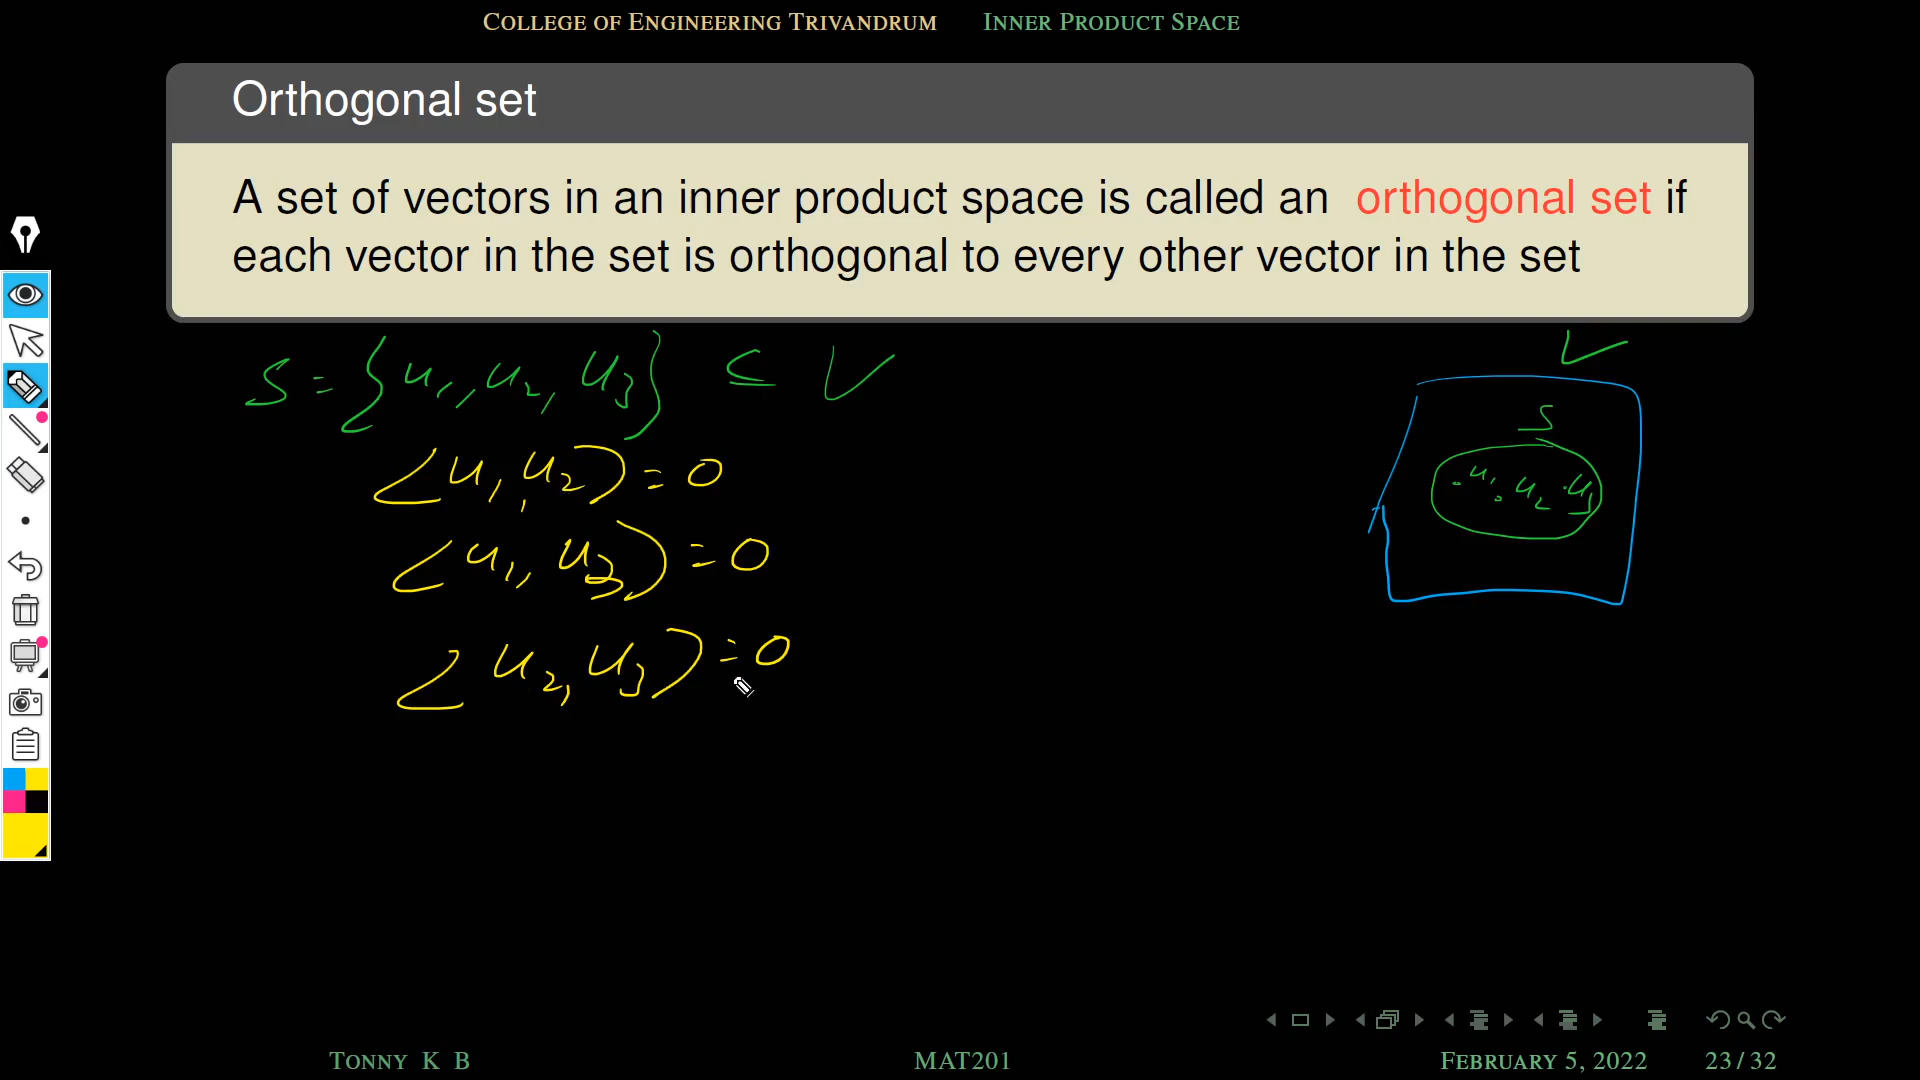 COLLEGE OF ENGINEERING TRIVANDRUM INNER PRODUCT SPACE
Orthogonal set
A set of vectors in an inner product space is called an orthogonal set if
each vector in the set is orthogonal to every other vector in the set
S = {u1, u2, u3} ⊆ V
⟨u1, u2⟩ = 0
⟨u1, u3⟩ = 0
⟨u2, u3⟩ = 0
V
S
u1 u2 u3
TONNY K B MAT201 FEBRUARY 5, 2022 23 / 32